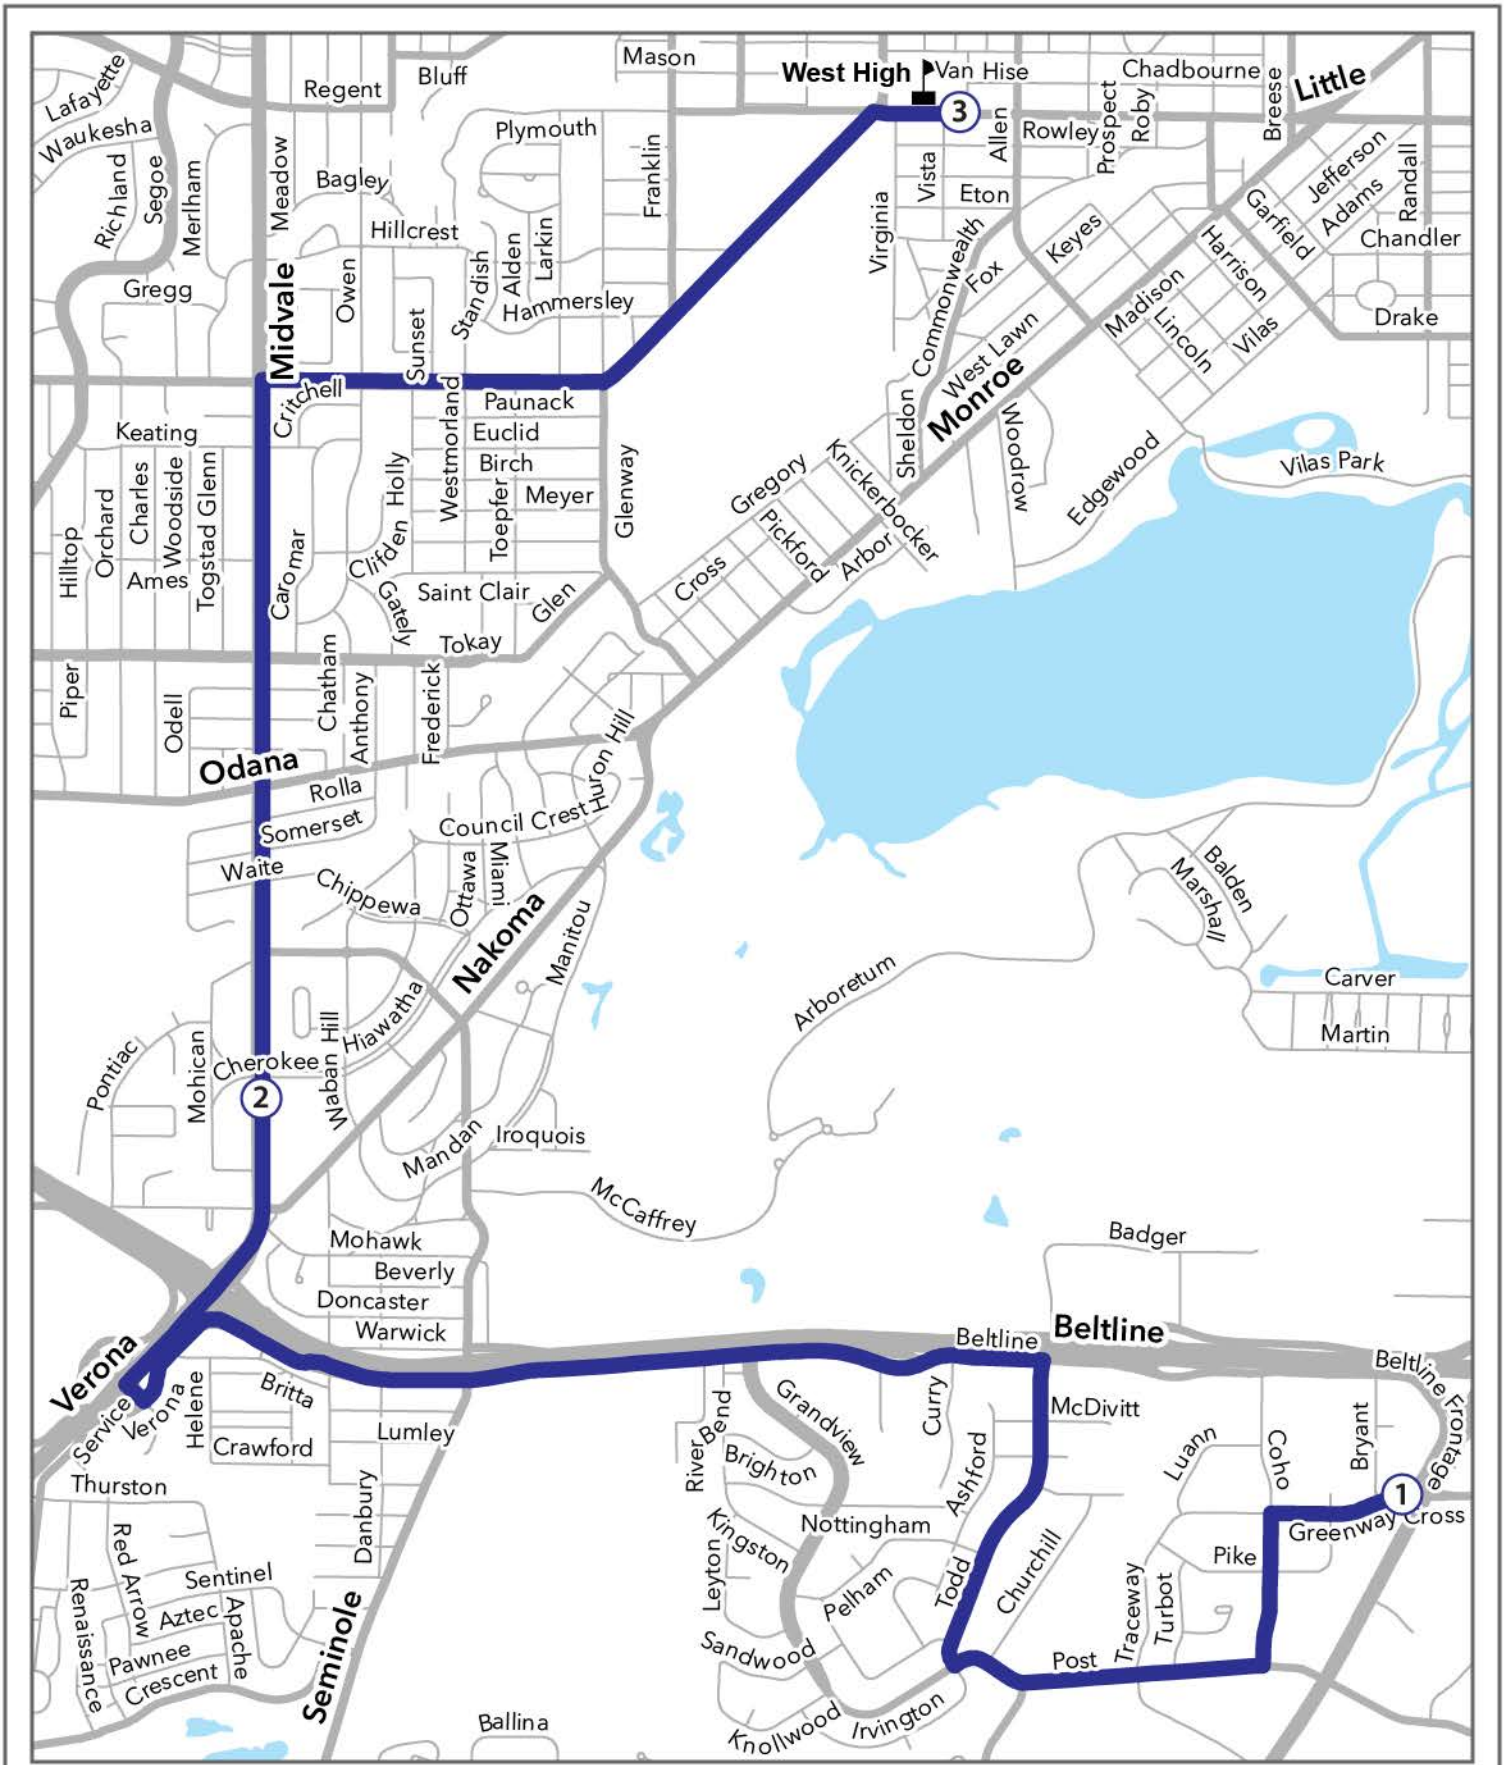 Mason
West High
Van Hise
Chadbourne
Breese
Little
Lafayette
Regent
Bluff
Waukesha
Plymouth
3
Allen
Rowley
Prospect
Roby
Richland
Segoe
Merlham
Meadow
Bagley
Franklin
Vista
Eton
Virginia
Jefferson
Adams
Randall
Garfield
Chandler
Hillcrest
Standish
Alden
Larkin
Hammersley
Commonwealth
Fox
Keyes
Harrison
Gregg
Midvale
Owen
Sunset
Madison
Lincoln
Vilas
Drake
West Lawn
Critchell
Paunack
Monroe
Sheldon
Keating
Euclid
Westmorland
Birch
Meyer
Toepfer
Holly
Clifden
Glenway
Gregory
Knickerbocker
Woodrow
Edgewood
Vilas Park
Hilltop
Orchard
Charles
Woodside
Togstad Glenn
Ames
Caromar
Gately
Saint Clair
Glen
Cross
Pickford
Arbor
Tokay
Piper
Odell
Chatham
Anthony
Frederick
Huron Hill
Odana
Rolla
Somerset
Council Crest
Waite
Chippewa
Ottawa
Miami
Nakoma
Manitou
Balden
Marshall
Arboretum
Carver
Martin
Hiawatha
Waban Hill
Pontiac
Mohican
Cherokee
2
Mandan
Iroquois
McCaffrey
Mohawk
Beverly
Doncaster
Warwick
Badger
Beltline
Beltline
Beltline Frontage
Verona
Service
Verona
Helene
Britta
Crawford
Lumley
Thurston
Danbury
Red Arrow
Sentinel
Renaissance
Aztec
Apache
Pawnee
Crescent
Seminole
Ballina
River Bend
Grandview
Brighton
Curry
McDivitt
Ashford
Luann
Coho
Bryant
1
Greenway Cross
Nottingham
Kingston
Leyton
Pelham
Todd
Churchill
Pike
Traceway
Turbot
Sandwood
Post
Knollwood
Irvington